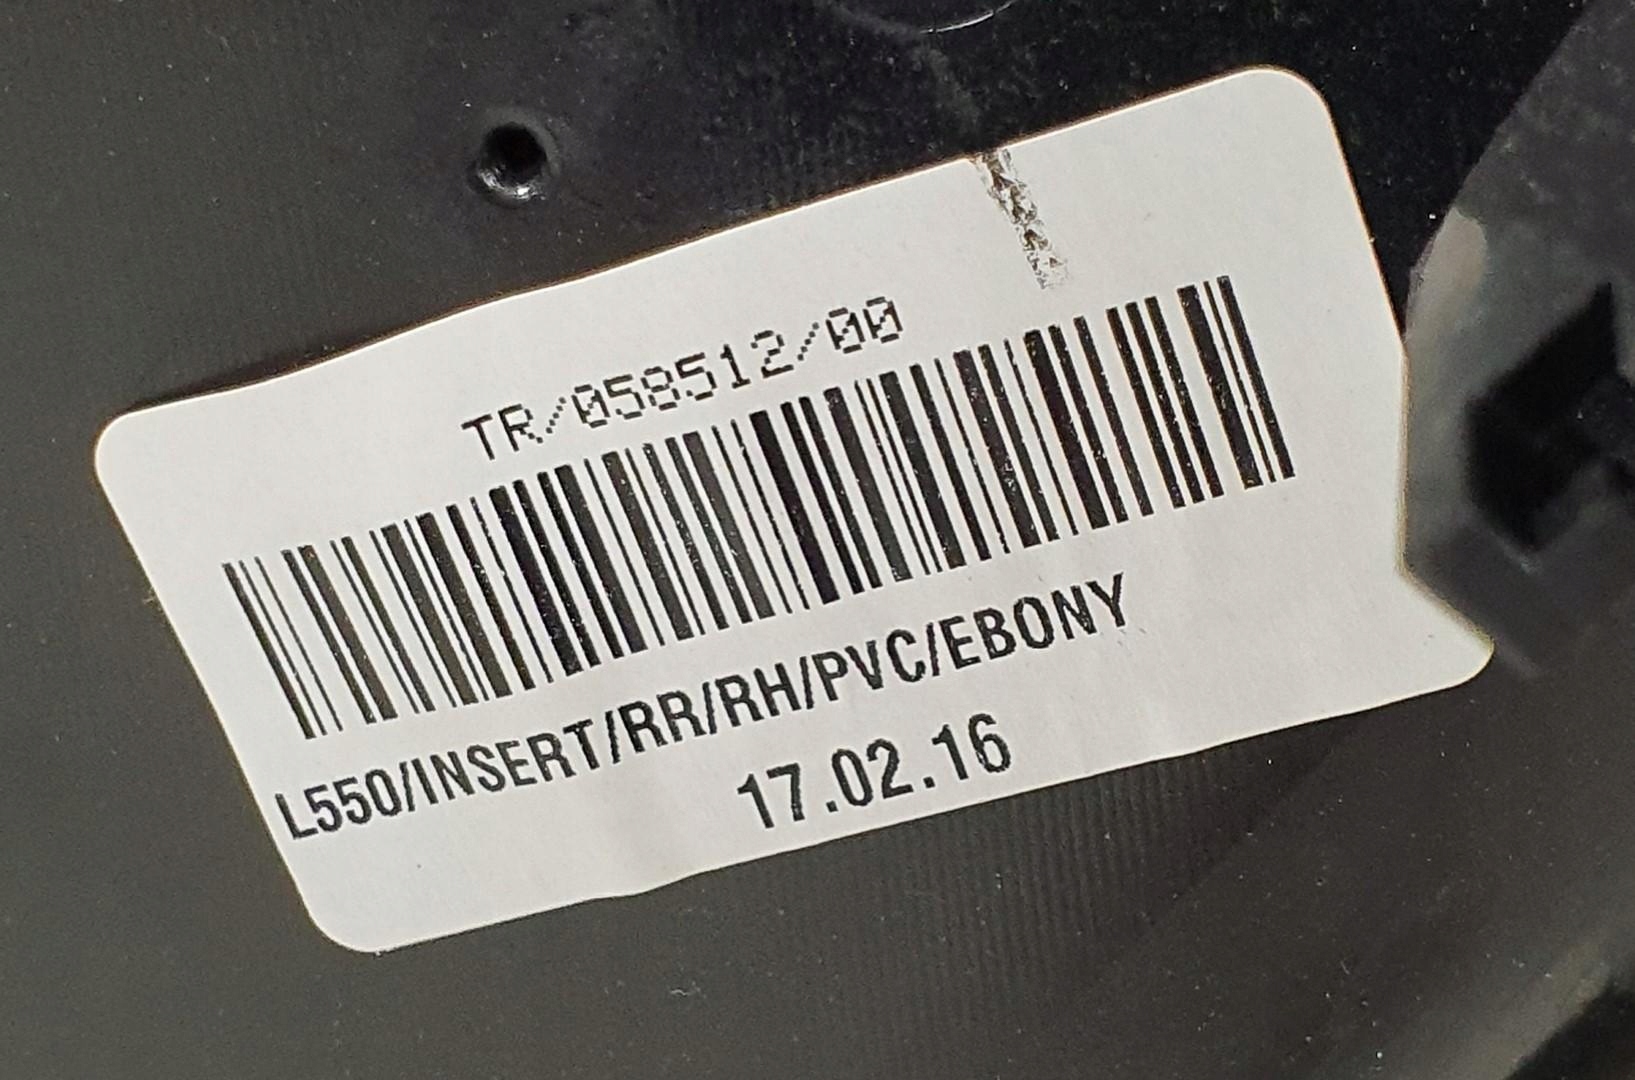 TR/058512/00
L550/INSERT/RR/RH/PVC/EBONY
17.02.16